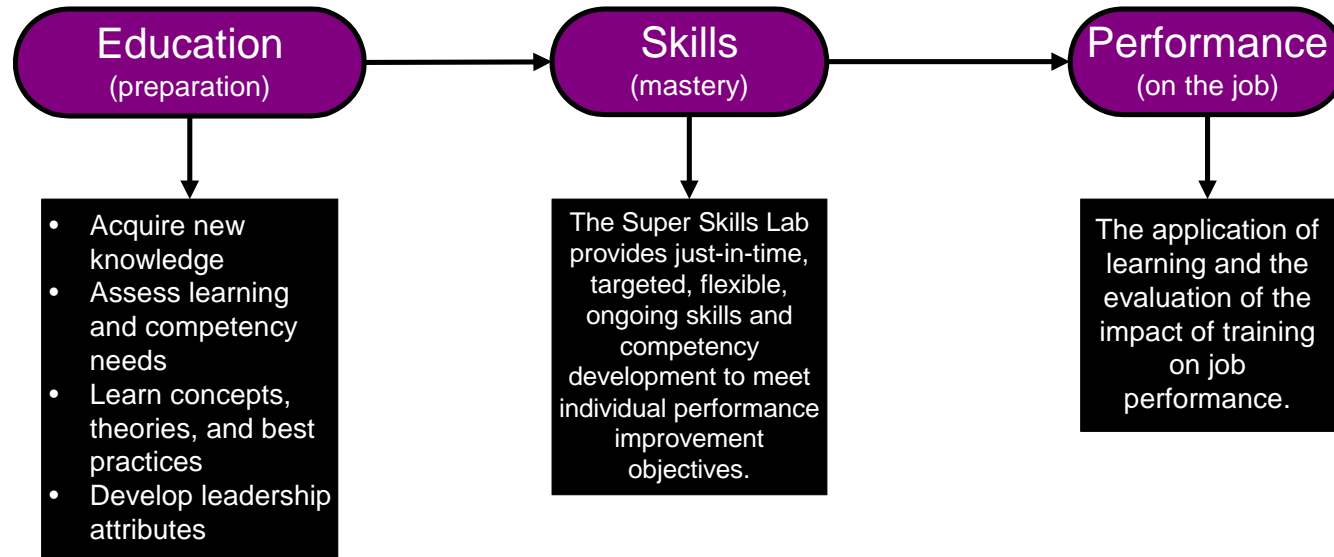 Education
(preparation)
Skills
(mastery)
Performance
(on the job)
• Acquire new
knowledge
• Assess learning
and competency
needs
• Learn concepts,
theories, and best
practices
• Develop leadership
attributes
The Super Skills Lab
provides just-in-time,
targeted, flexible,
ongoing skills and
competency
development to meet
individual performance
improvement
objectives.
The application of
learning and the
evaluation of the
impact of training
on job
performance.